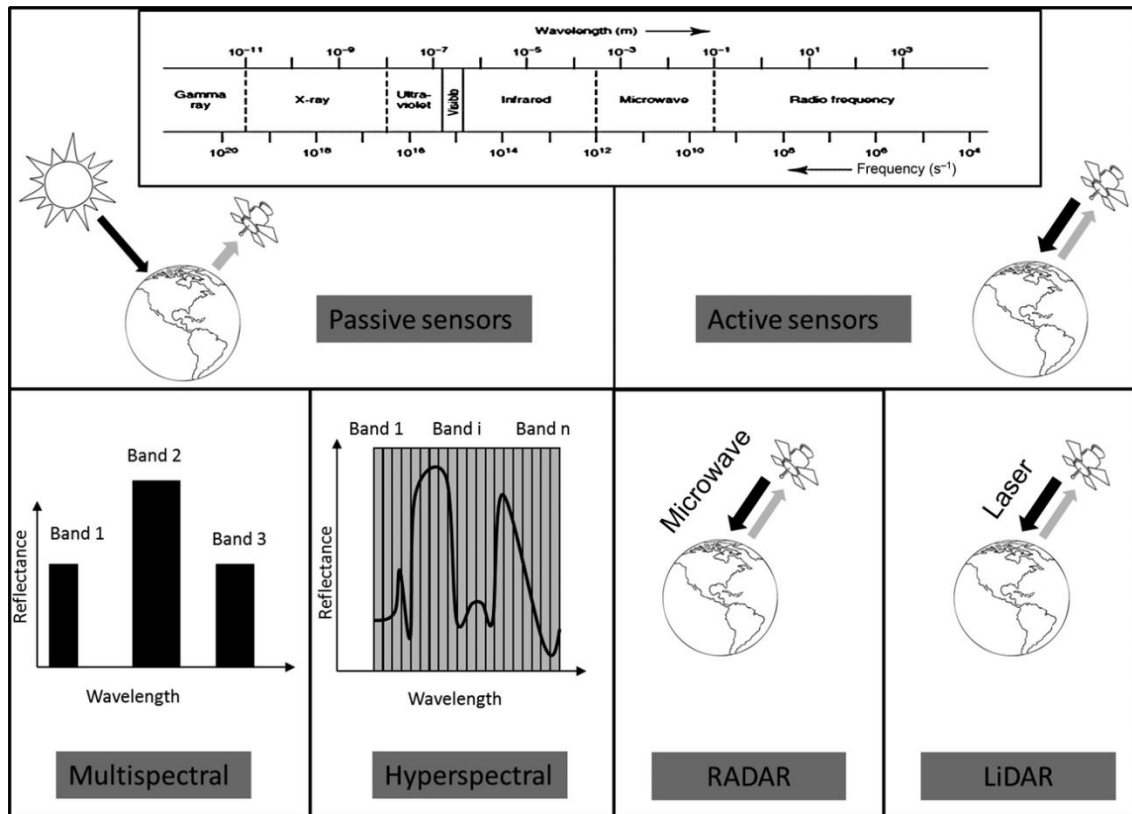 Wavelength (m)
10⁻¹¹ 10⁻⁹ 10⁻⁷ 10⁻⁵ 10⁻³ 10⁻¹ 10¹ 10³
Gamma
ray
X-ray
Ultra-
violet
Visible
Infrared
Microwave
Radio frequency
10²⁰ 10¹⁸ 10¹⁶ 10¹⁴ 10¹² 10¹⁰ 10⁸ 10⁶ 10⁴
Frequency (s⁻¹)
Passive sensors
Active sensors
Band 1
Band 2
Band 3
Reflectance
Wavelength
Multispectral
Band 1 Band i Band n
Reflectance
Wavelength
Hyperspectral
Microwave
RADAR
Laser
LiDAR